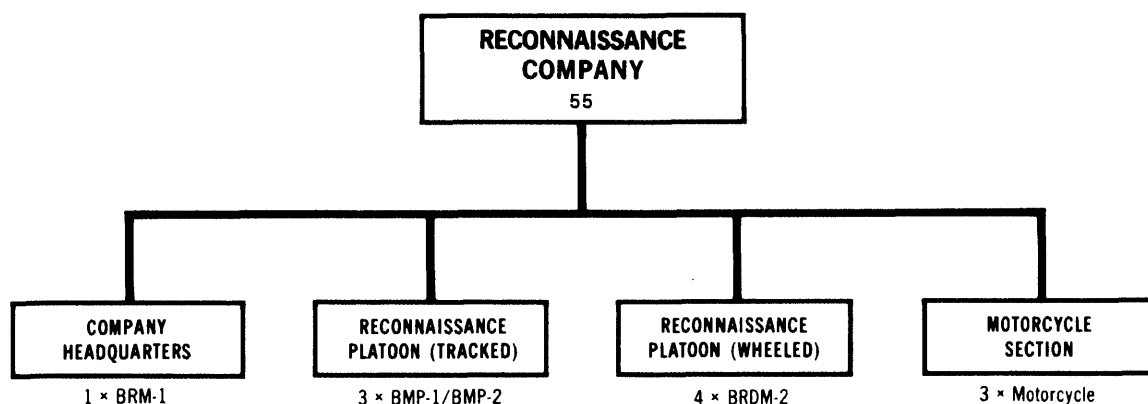 RECONNAISSANCE
COMPANY
55
COMPANY
HEADQUARTERS
1 × BRM-1
RECONNAISSANCE
PLATOON (TRACKED)
3 × BMP-1/BMP-2
RECONNAISSANCE
PLATOON (WHEELED)
4 × BRDM-2
MOTORCYCLE
SECTION
3 × Motorcycle